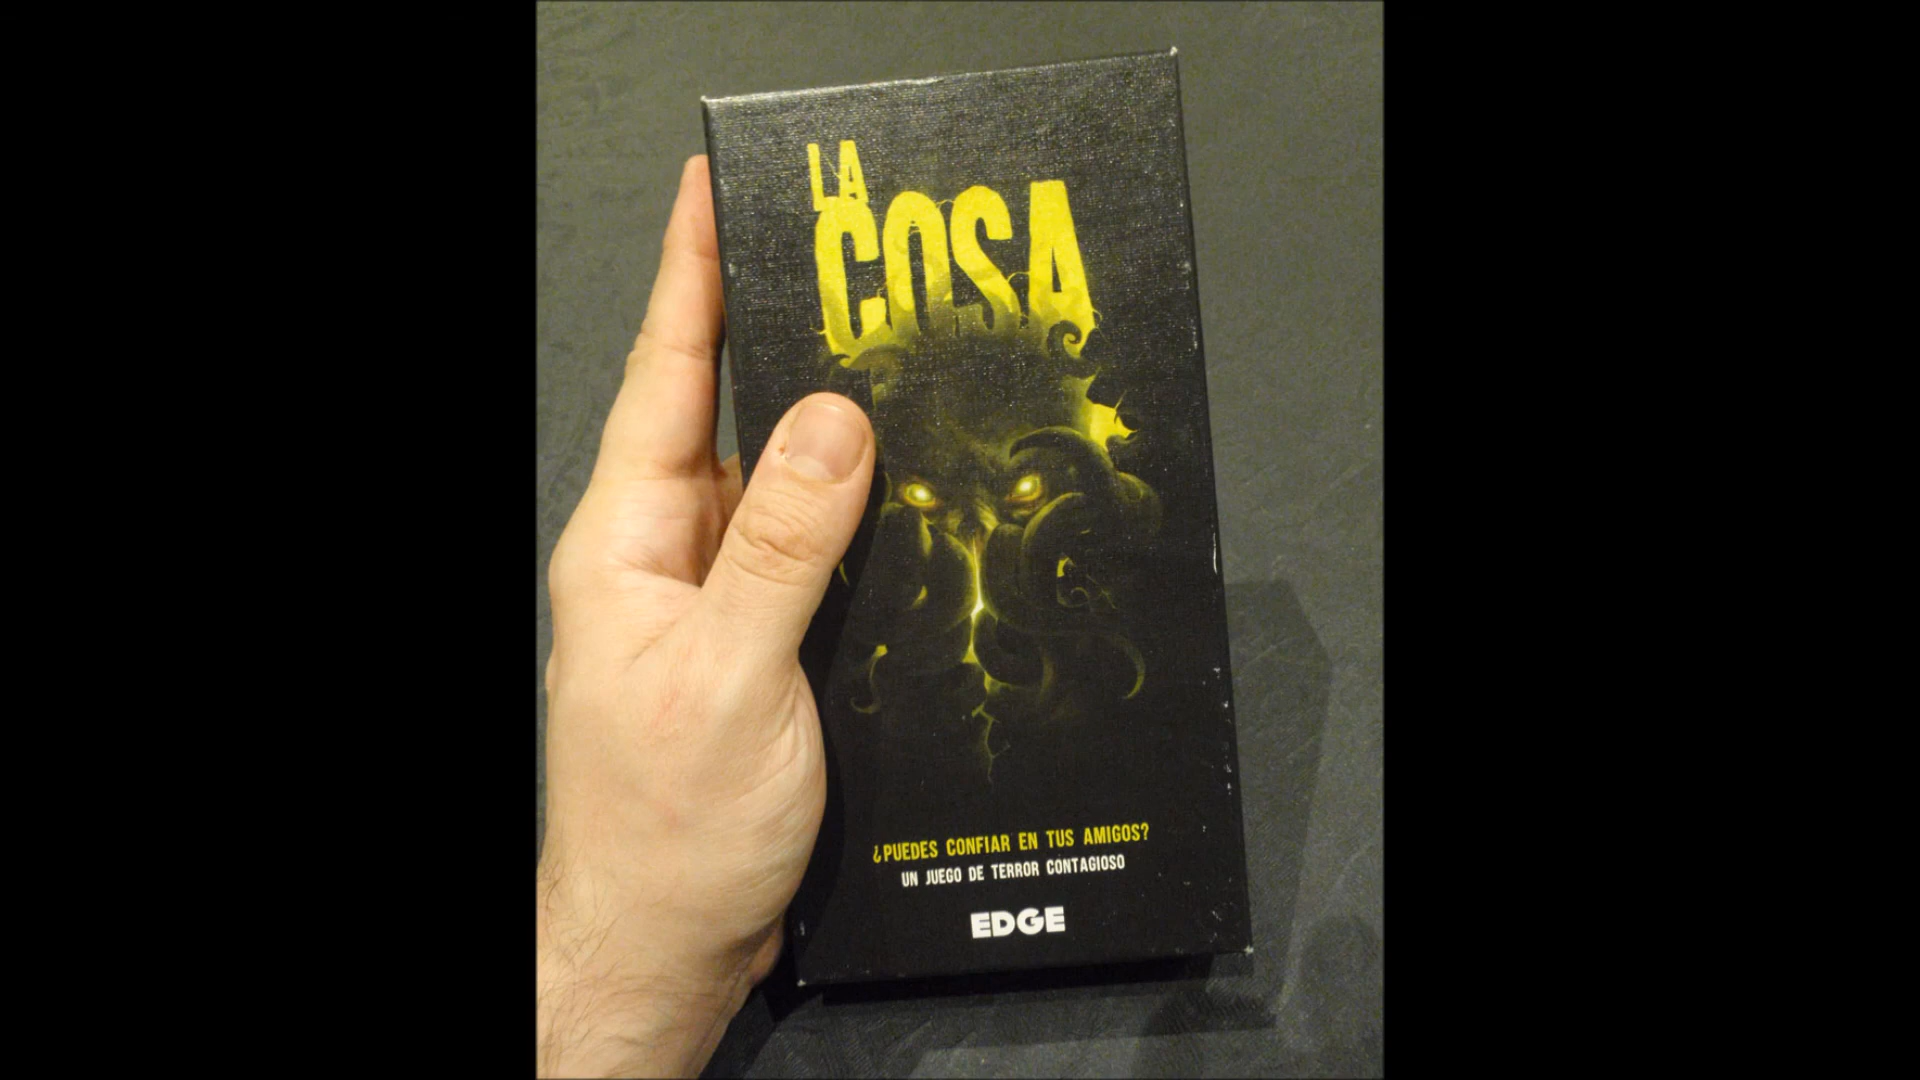 LA
COSA
¿PUEDES CONFIAR EN TUS AMIGOS?
UN JUEGO DE TERROR CONTAGIOSO
EDGE